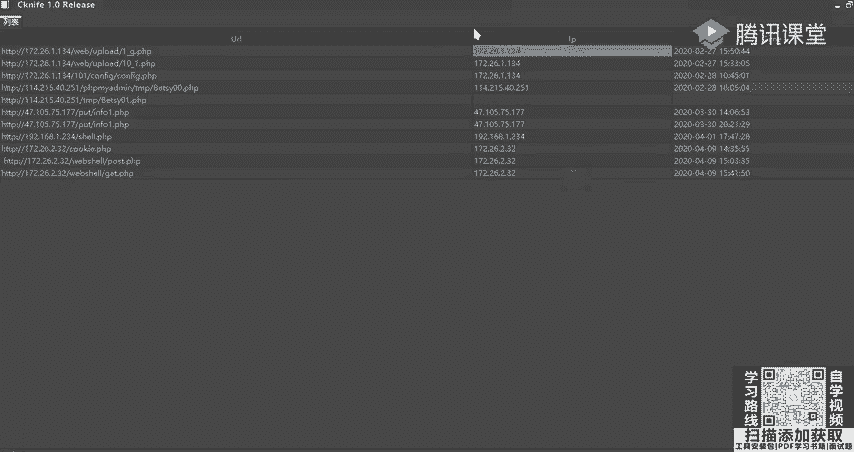 Cknife 1.0 Release
列表
Url Ip
腾讯课堂
http://172.26.1.134/web/upload/1_g.php 172.26.1.134 2020-02-27 15:50:44
http://172.26.1.134/web/upload/10_1.php 172.26.1.134 2020-02-27 15:33:05
http://172.26.1.134/101/config/config.php 172.26.1.134 2020-02-28 10:45:01
http://114.215.40.251/phpmyadmin/tmp/Betsy00.php 114.215.40.251 2020-02-28 16:05:04
http://114.215.40.251/tmp/Betsy01.php
http://47.105.75.177/put/info1.php 47.105.75.177 2020-03-30 14:06:53
http://47.105.75.177/put/info1.php 47.105.75.177 2020-03-30 20:21:29
http://192.168.1.234/shell.php 192.168.1.234 2020-04-01 17:47:28
http://172.26.2.32/cookie.php 172.26.2.32 2020-04-09 14:35:55
http://172.26.2.32/webshell/post.php 172.26.2.32 2020-04-09 15:03:35
http://172.26.2.32/webshell/get.php 172.26.2.32 2020-04-09 15:41:50
学习路线
自学视频
扫描添加获取
工具安装包|PDF学习书籍|面试题